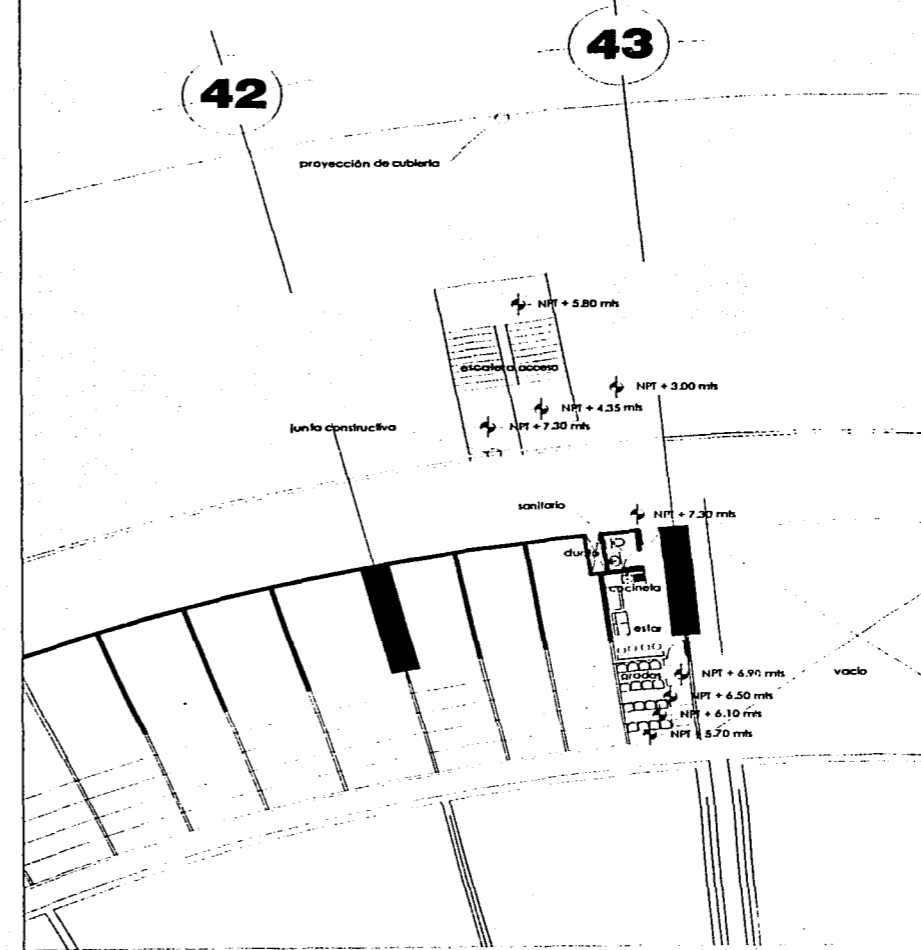 43
42
proyección de cubierta
NPT + 5.80 mts
escalera acceso
NPT + 3.00 mts
NPT + 4.35 mts
NPT + 7.30 mts
junta constructiva
sanitario
NPT + 7.30 mts
ducto
cocineta
estar
gradas
NPT + 6.90 mts
vacio
NPT + 6.50 mts
NPT + 6.10 mts
NPT + 5.70 mts